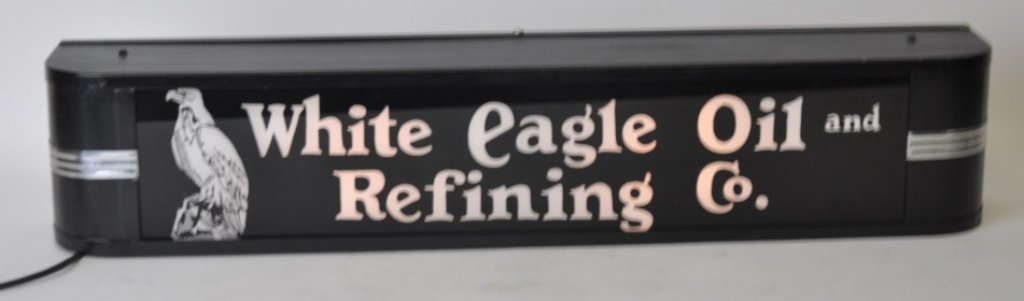 White eagle Oil and
Refining Co.